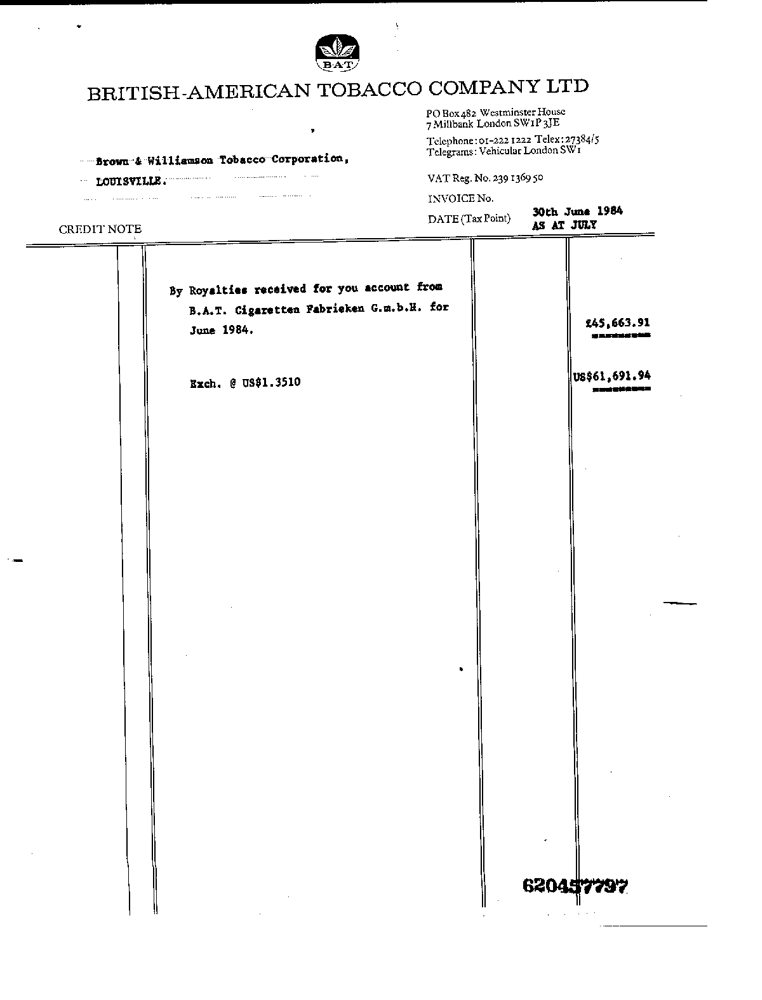 B·A·T
BRITISH-AMERICAN TOBACCO COMPANY LTD
PO Box 482 Westminster House
7 Millbank London SW1P 3JE
Telephone: 01-222 1222 Telex: 27384/5
Telegrams: Vehicular London SW1
Brown & Williamson Tobacco Corporation,
LOUISVILLE.
VAT Reg. No. 239 1369 50
INVOICE No.
DATE (Tax Point) 30th June 1984
AS AT JULY
CREDIT NOTE
By Royalties received for you account from
B.A.T. Cigaretten Fabrieken G.m.b.H. for
June 1984.
£45,663.91
Exch. @ US$1.3510
US$61,691.94
620457797